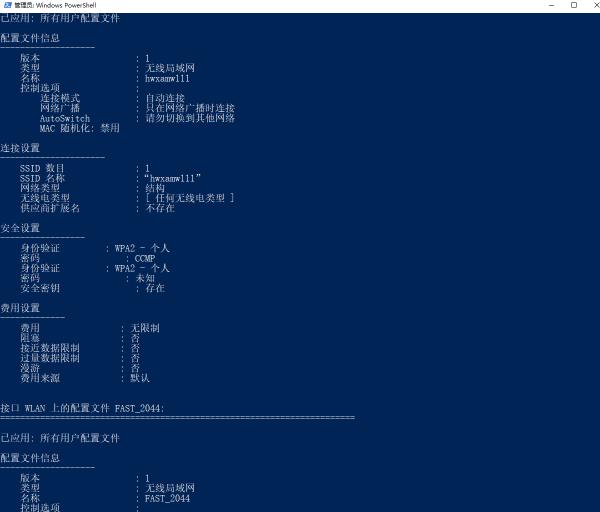 管理员: Windows PowerShell
已应用: 所有用户配置文件
配置文件信息
-------------------
版本 : 1
类型 : 无线局域网
名称 : hwxamwlll
控制选项 :
连接模式 : 自动连接
网络广播 : 只在网络广播时连接
AutoSwitch : 请勿切换到其他网络
MAC 随机化: 禁用
连接设置
---------------------
SSID 数目 : 1
SSID 名称 :“hwxamwlll”
网络类型 : 结构
无线电类型 : [ 任何无线电类型 ]
供应商扩展名 : 不存在
安全设置
-----------------
身份验证 : WPA2 - 个人
密码 : CCMP
身份验证 : WPA2 - 个人
密码 : 未知
安全密钥 : 存在
费用设置
-------------
费用 : 无限制
阻塞 : 否
接近数据限制 : 否
过量数据限制 : 否
漫游 : 否
费用来源 : 默认
接口 WLAN 上的配置文件 FAST_2044:
=======================================================================
已应用: 所有用户配置文件
配置文件信息
-------------------
版本 : 1
类型 : 无线局域网
名称 : FAST_2044
控制选项 :